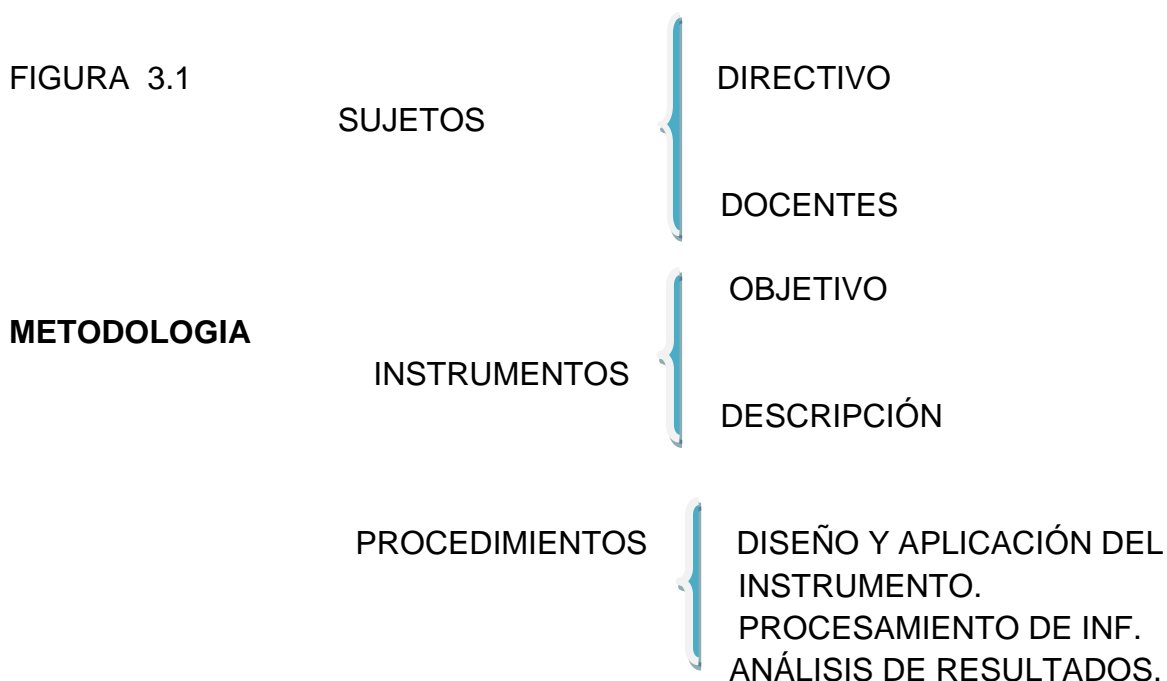 FIGURA 3.1
DIRECTIVO
SUJETOS
DOCENTES
OBJETIVO
METODOLOGIA
INSTRUMENTOS
DESCRIPCIÓN
PROCEDIMIENTOS
DISEÑO Y APLICACIÓN DEL
INSTRUMENTO.
PROCESAMIENTO DE INF.
ANÁLISIS DE RESULTADOS.